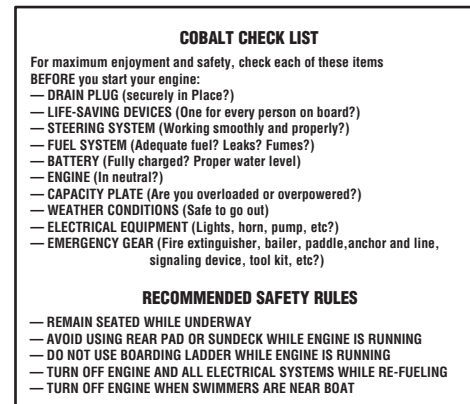 COBALT CHECK LIST
For maximum enjoyment and safety, check each of these items
BEFORE you start your engine:
— DRAIN PLUG (securely in Place?)
— LIFE-SAVING DEVICES (One for every person on board?)
— STEERING SYSTEM (Working smoothly and properly?)
— FUEL SYSTEM (Adequate fuel? Leaks? Fumes?)
— BATTERY (Fully charged? Proper water level)
— ENGINE (In neutral?)
— CAPACITY PLATE (Are you overloaded or overpowered?)
— WEATHER CONDITIONS (Safe to go out)
— ELECTRICAL EQUIPMENT (Lights, horn, pump, etc?)
— EMERGENCY GEAR (Fire extinguisher, bailer, paddle,anchor and line,
signaling device, tool kit, etc?)
RECOMMENDED SAFETY RULES
— REMAIN SEATED WHILE UNDERWAY
— AVOID USING REAR PAD OR SUNDECK WHILE ENGINE IS RUNNING
— DO NOT USE BOARDING LADDER WHILE ENGINE IS RUNNING
— TURN OFF ENGINE AND ALL ELECTRICAL SYSTEMS WHILE RE-FUELING
— TURN OFF ENGINE WHEN SWIMMERS ARE NEAR BOAT